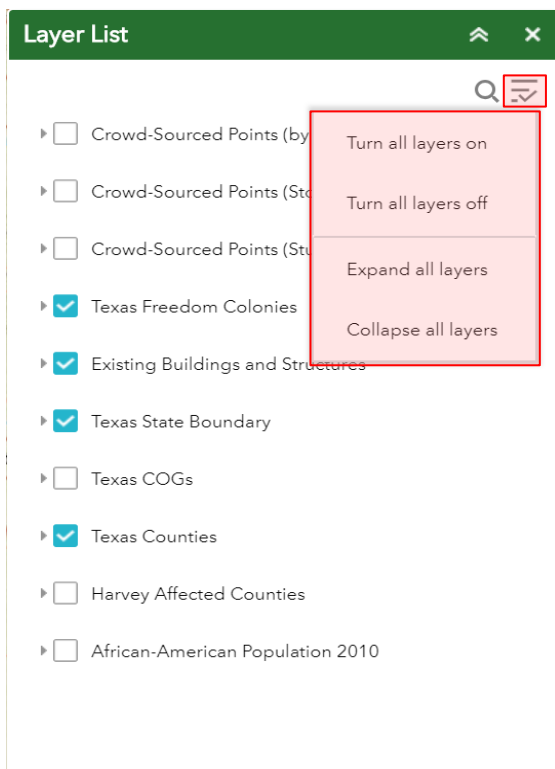 Layer List
Crowd-Sourced Points (by
Turn all layers on
Crowd-Sourced Points
Turn all layers off
Crowd-Sourced Points
Expand all layers
Texas Freedom Colonies
Collapse all layers
Existing Buildings and Structures
Texas State Boundary
Texas COGs
Texas Counties
Harvey Affected Counties
African-American Population 2010